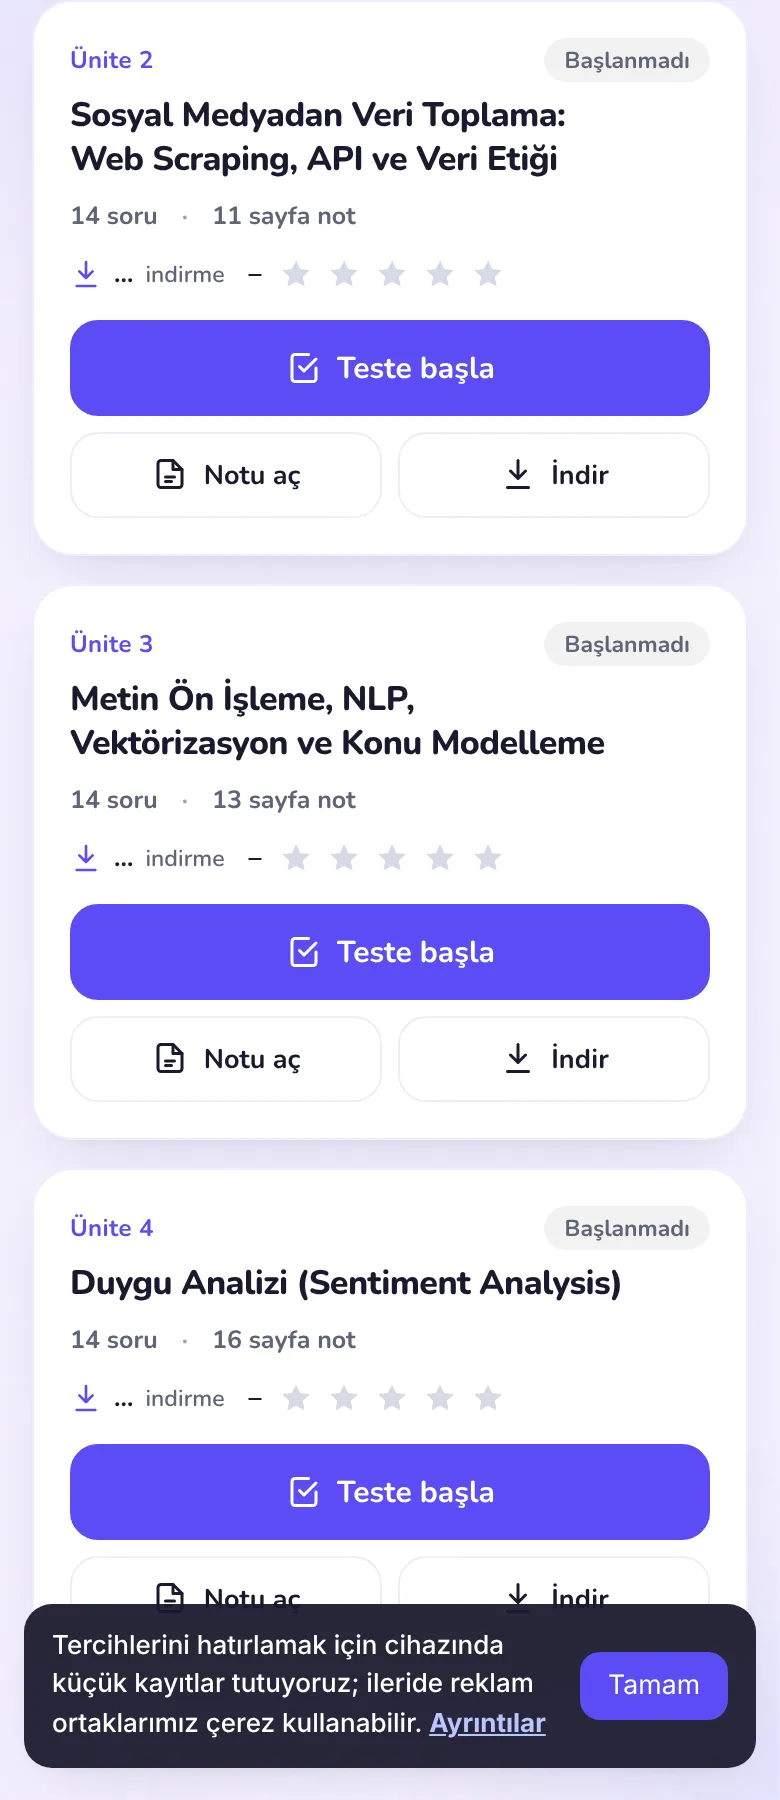 Ünite 2
Başlanmadı
Sosyal Medyadan Veri Toplama:
Web Scraping, API ve Veri Etiği
14 soru · 11 sayfa not
... indirme –
Teste başla
Notu aç
İndir
Ünite 3
Başlanmadı
Metin Ön İşleme, NLP,
Vektörizasyon ve Konu Modelleme
14 soru · 13 sayfa not
... indirme –
Teste başla
Notu aç
İndir
Ünite 4
Başlanmadı
Duygu Analizi (Sentiment Analysis)
14 soru · 16 sayfa not
... indirme –
Teste başla
Notu aç
İndir
Tercihlerini hatırlamak için cihazında
küçük kayıtlar tutuyoruz; ileride reklam
ortaklarımız çerez kullanabilir. Ayrıntılar
Tamam